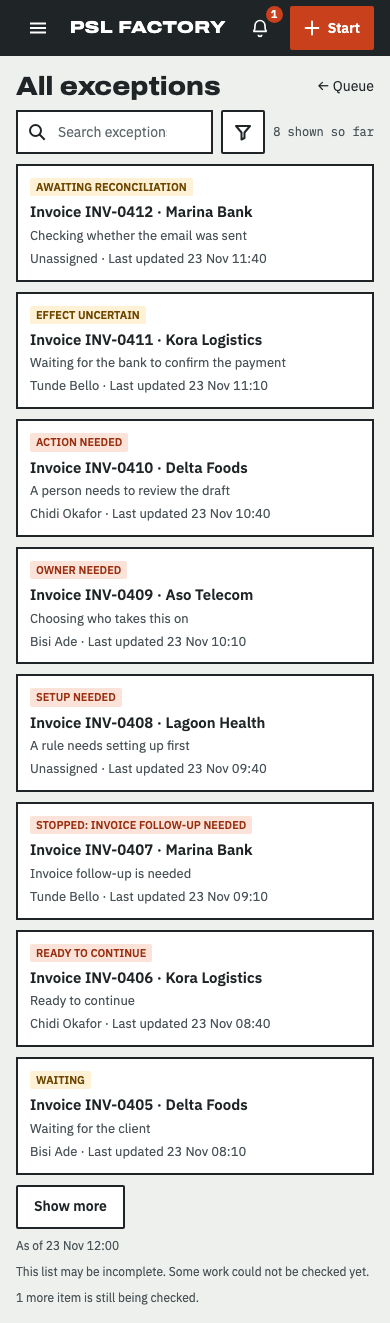 PSL FACTORY
1
Start
All exceptions
← Queue
Search exception
8 shown so far
AWAITING RECONCILIATION
Invoice INV-0412 · Marina Bank
Checking whether the email was sent
Unassigned · Last updated 23 Nov 11:40
EFFECT UNCERTAIN
Invoice INV-0411 · Kora Logistics
Waiting for the bank to confirm the payment
Tunde Bello · Last updated 23 Nov 11:10
ACTION NEEDED
Invoice INV-0410 · Delta Foods
A person needs to review the draft
Chidi Okafor · Last updated 23 Nov 10:40
OWNER NEEDED
Invoice INV-0409 · Aso Telecom
Choosing who takes this on
Bisi Ade · Last updated 23 Nov 10:10
SETUP NEEDED
Invoice INV-0408 · Lagoon Health
A rule needs setting up first
Unassigned · Last updated 23 Nov 09:40
STOPPED: INVOICE FOLLOW-UP NEEDED
Invoice INV-0407 · Marina Bank
Invoice follow-up is needed
Tunde Bello · Last updated 23 Nov 09:10
READY TO CONTINUE
Invoice INV-0406 · Kora Logistics
Ready to continue
Chidi Okafor · Last updated 23 Nov 08:40
WAITING
Invoice INV-0405 · Delta Foods
Waiting for the client
Bisi Ade · Last updated 23 Nov 08:10
Show more
As of 23 Nov 12:00
This list may be incomplete. Some work could not be checked yet.
1 more item is still being checked.